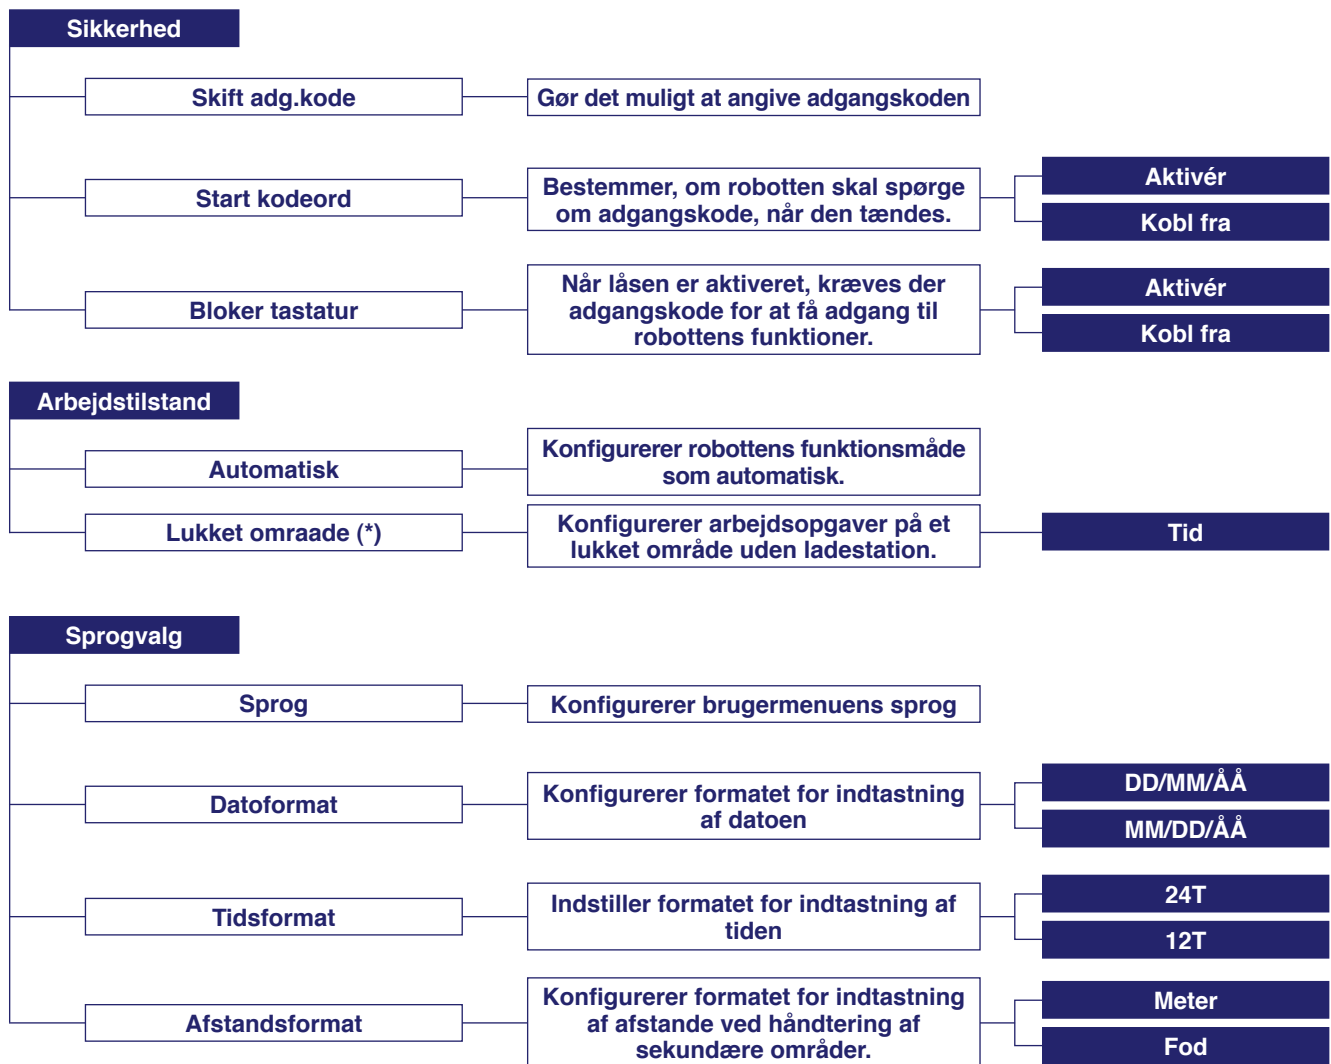 Sikkerhed
Skift adg.kode
Gør det muligt at angive adgangskoden
Start kodeord
Bestemmer, om robotten skal spørge
om adgangskode, når den tændes.
Aktivér
Kobl fra
Bloker tastatur
Når låsen er aktiveret, kræves der
adgangskode for at få adgang til
robottens funktioner.
Aktivér
Kobl fra
Arbejdstilstand
Automatisk
Konfigurerer robottens funktionsmåde
som automatisk.
Lukket omraade (*)
Konfigurerer arbejdsopgaver på et
lukket område uden ladestation.
Tid
Sprogvalg
Sprog
Konfigurerer brugermenuens sprog
Datoformat
Konfigurerer formatet for indtastning
af datoen
DD/MM/ÅÅ
MM/DD/ÅÅ
Tidsformat
Indstiller formatet for indtastning af
tiden
24T
12T
Afstandsformat
Konfigurerer formatet for indtastning
af afstande ved håndtering af
sekundære områder.
Meter
Fod